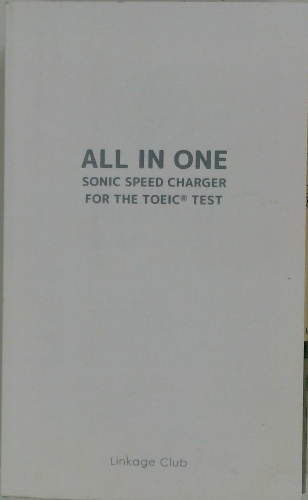 ALL IN ONE
SONIC SPEED CHARGER
FOR THE TOEIC® TEST
Linkage Club